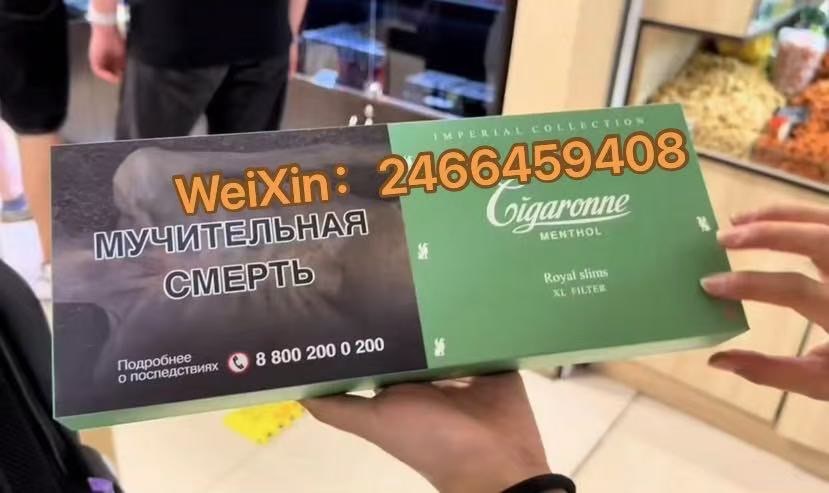 WeiXin：2466459408
МУЧИТЕЛЬНАЯ
СМЕРТЬ
Подробнее
о последствиях
8 800 200 0 200
IMPERIAL COLLECTION
Cigaronne
MENTHOL
Royal slims
XL FILTER